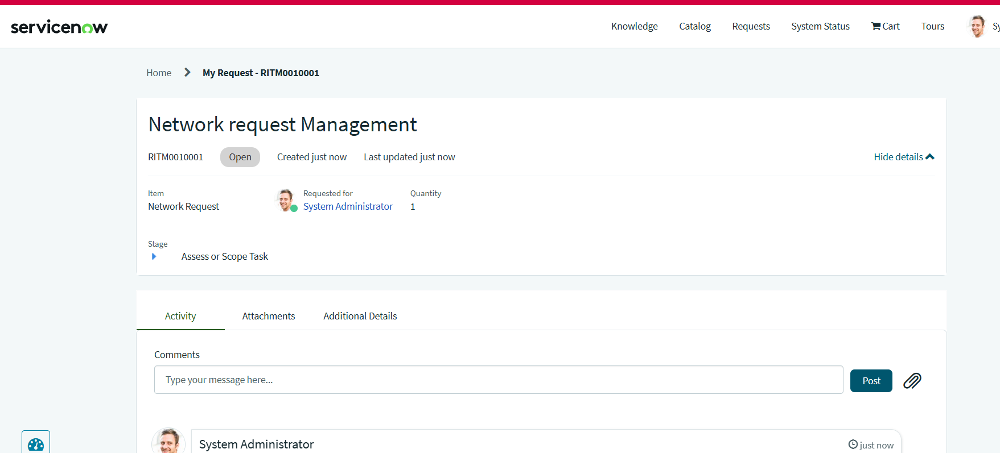 servicenow
Knowledge Catalog Requests System Status Cart Tours Sy
Home My Request - RITM0010001
Network request Management
RITM0010001 Open Created just now Last updated just now Hide details
Item Requested for Quantity
Network Request System Administrator 1
Stage
Assess or Scope Task
Activity Attachments Additional Details
Comments
Type your message here... Post
System Administrator just now